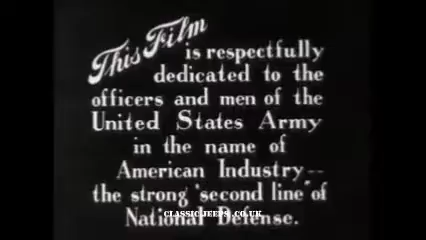 This Film
is respectfully
dedicated to the
officers and men of the
United States Army
in the name of
American Industry--
the strong "second line" of
National Defense.
CLASSICJEEPS.CO.UK